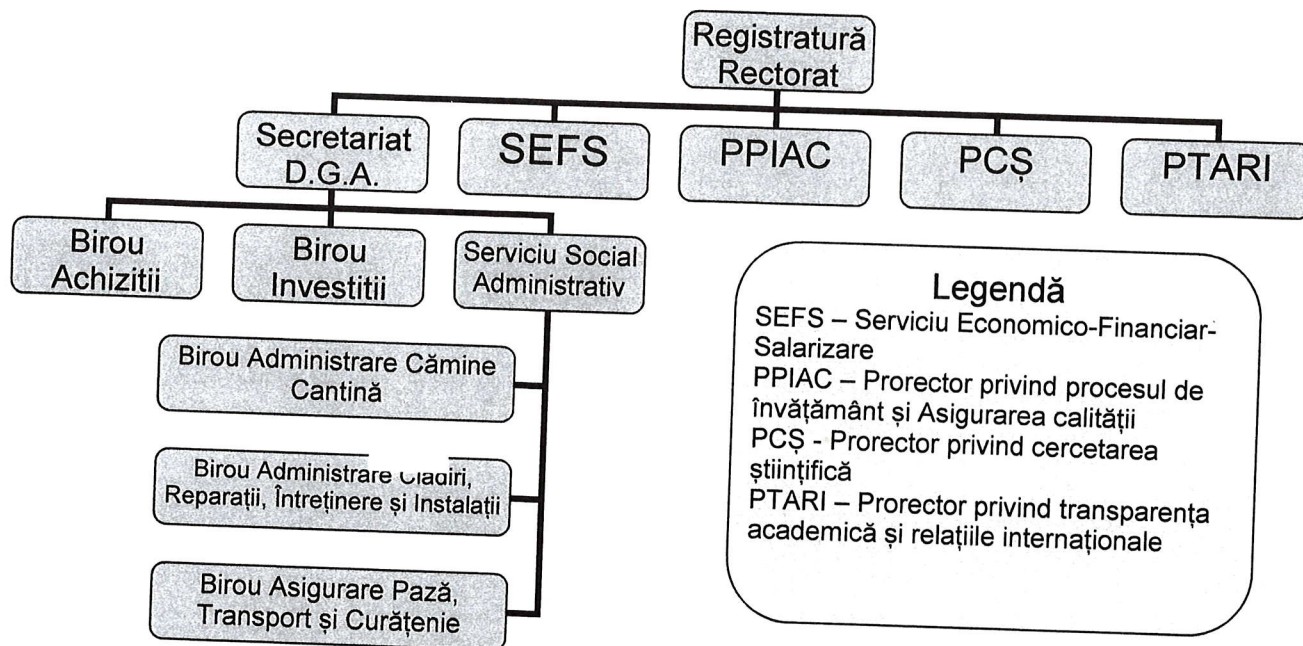 Registratură
Rectorat
Secretariat
D.G.A.
SEFS
PPIAC
PCȘ
PTARI
Birou
Achizitii
Birou
Investitii
Serviciu Social
Administrativ
Birou Administrare Cămine
Cantină
Birou Administrare Clădiri,
Reparații, Întreținere și Instalații
Birou Asigurare Pază,
Transport și Curățenie
Legendă
SEFS – Serviciu Economico-Financiar-
Salarizare
PPIAC – Prorector privind procesul de
învățământ și Asigurarea calității
PCȘ - Prorector privind cercetarea
științifică
PTARI – Prorector privind transparența
academică și relațiile internaționale